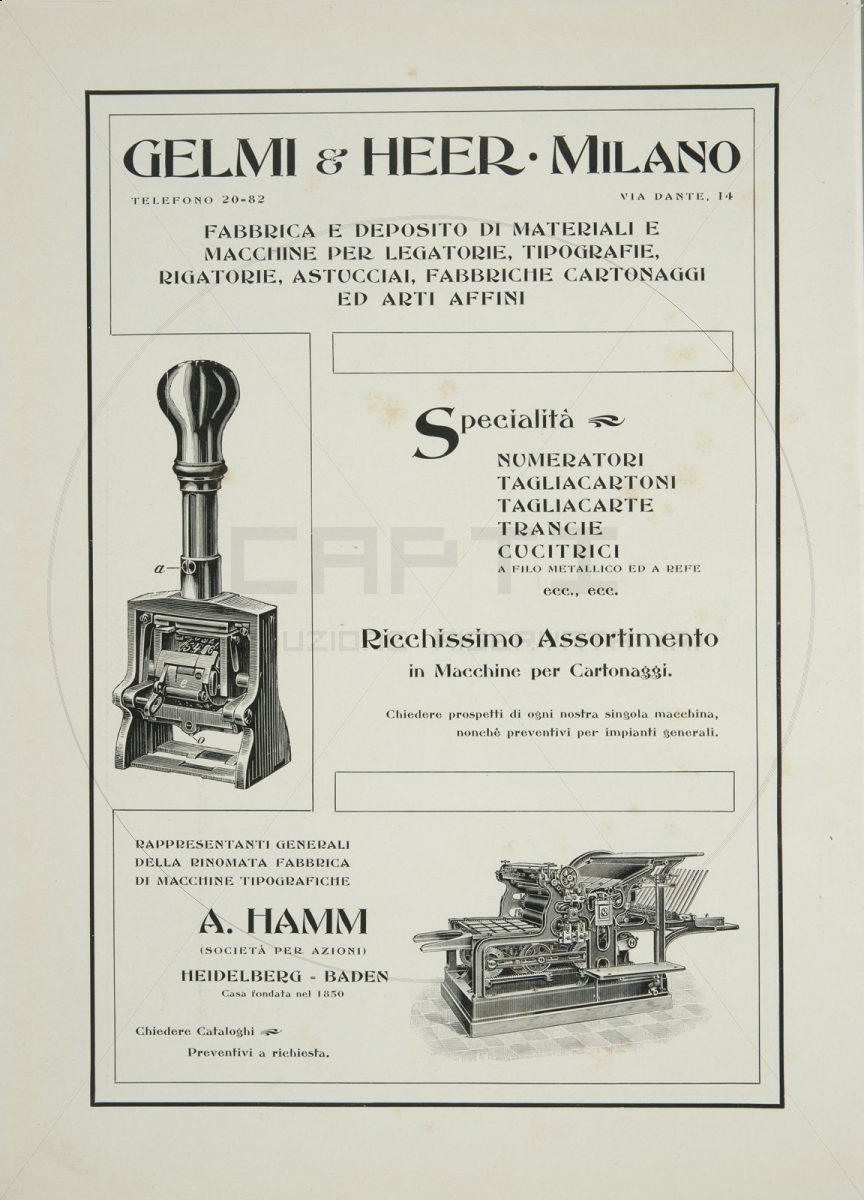 GELMI & HEER · MILANO
TELEFONO 20-82
VIA DANTE, 14
FABBRICA E DEPOSITO DI MATERIALI E
MACCHINE PER LEGATORIE, TIPOGRAFIE,
RIGATORIE, ASTUCCIAI, FABBRICHE CARTONAGGI
ED ARTI AFFINI
Specialità
NUMERATORI
TAGLIACARTONI
TAGLIACARTE
TRANCIE
CUCITRICI
A FILO METALLICO ED A REFE
ecc., ecc.
a
Ricchissimo Assortimento
in Macchine per Cartonaggi.
Chiedere prospetti di ogni nostra singola macchina,
nonchè preventivi per impianti generali.
RAPPRESENTANTI GENERALI
DELLA RINOMATA FABBRICA
DI MACCHINE TIPOGRAFICHE
A. HAMM
(SOCIETÀ PER AZIONI)
HEIDELBERG - BADEN
Casa fondata nel 1850
Chiedere Cataloghi
Preventivi a richiesta.
CAPTI